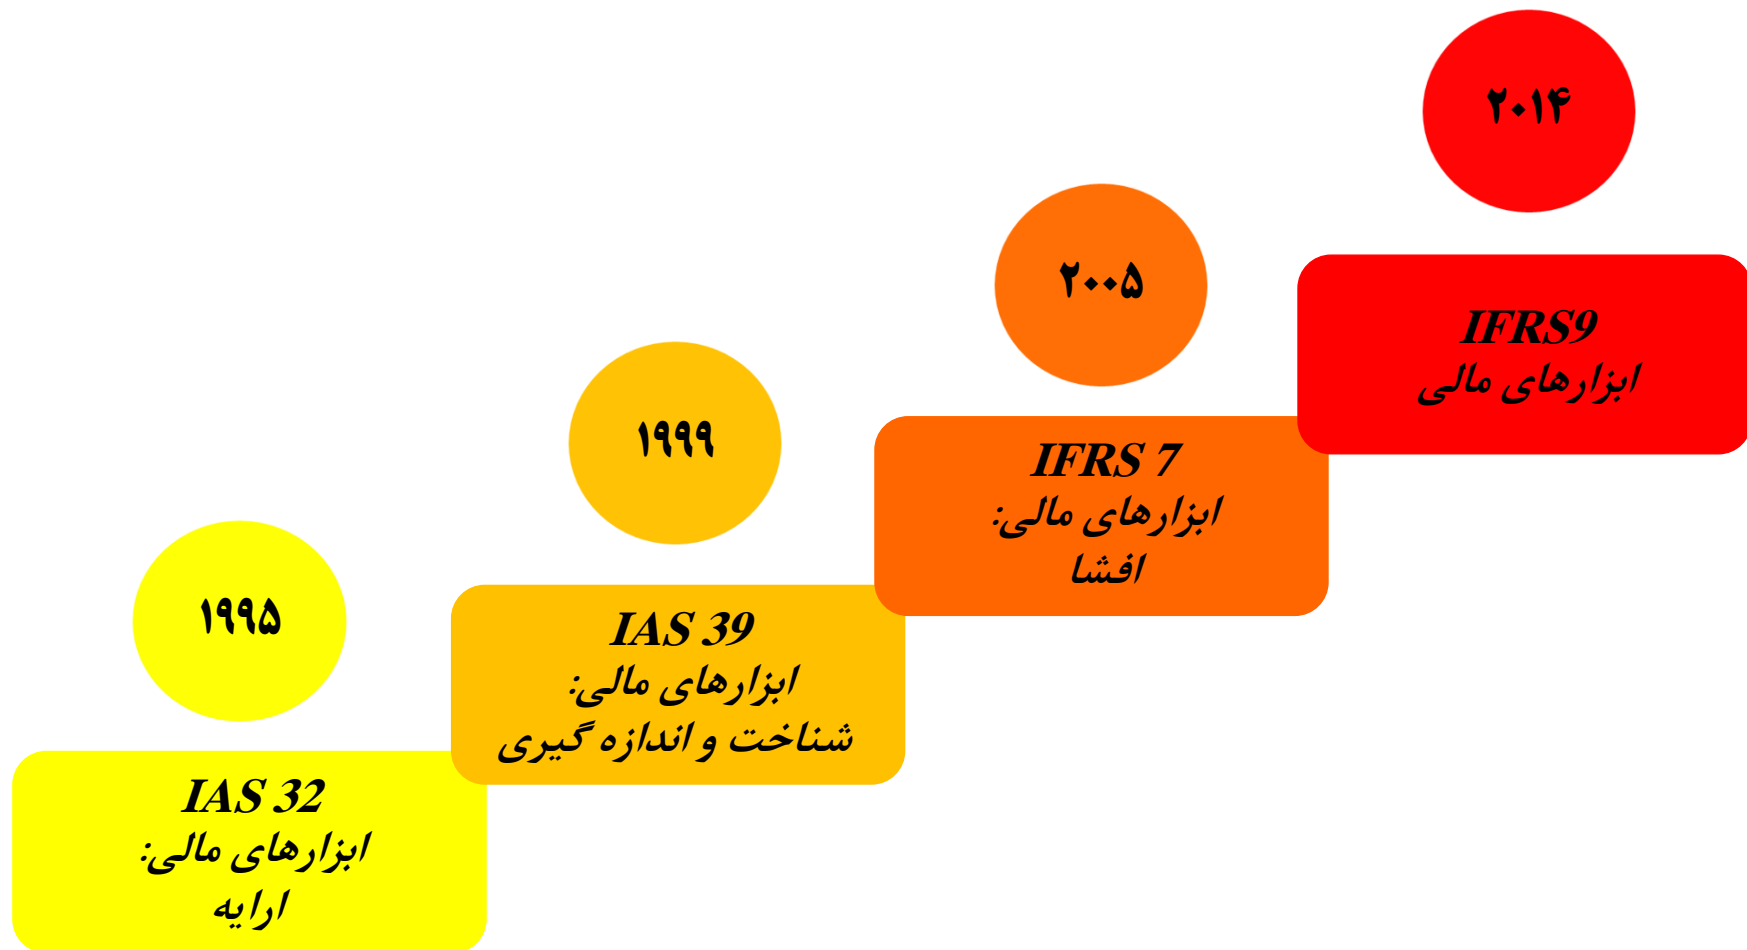 ۱۹۹۵
IAS 32
ابزارهای مالی:
ارایه
۱۹۹۹
IAS 39
ابزارهای مالی:
شناخت و اندازه گیری
۲۰۰۵
IFRS 7
ابزارهای مالی:
افشا
۲۰۱۴
IFRS9
ابزارهای مالی